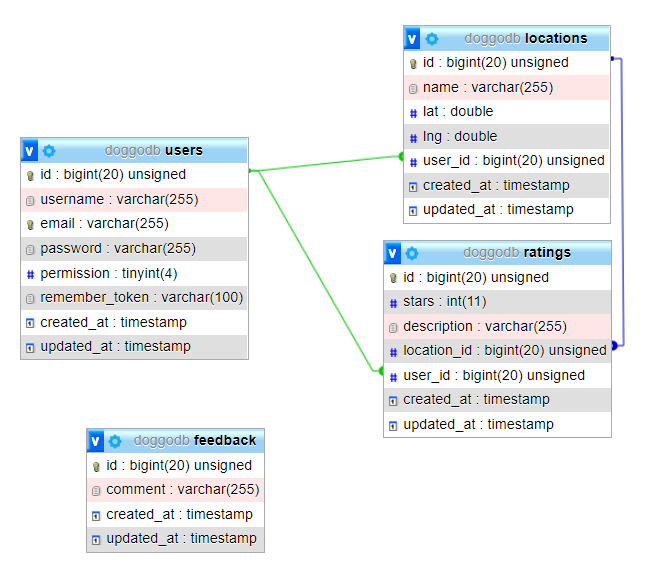 doggodb locations
id : bigint(20) unsigned
name : varchar(255)
lat : double
lng : double
user_id : bigint(20) unsigned
created_at : timestamp
updated_at : timestamp
doggodb users
id : bigint(20) unsigned
username : varchar(255)
email : varchar(255)
password : varchar(255)
permission : tinyint(4)
remember_token : varchar(100)
created_at : timestamp
updated_at : timestamp
doggodb ratings
id : bigint(20) unsigned
stars : int(11)
description : varchar(255)
location_id : bigint(20) unsigned
user_id : bigint(20) unsigned
created_at : timestamp
updated_at : timestamp
doggodb feedback
id : bigint(20) unsigned
comment : varchar(255)
created_at : timestamp
updated_at : timestamp